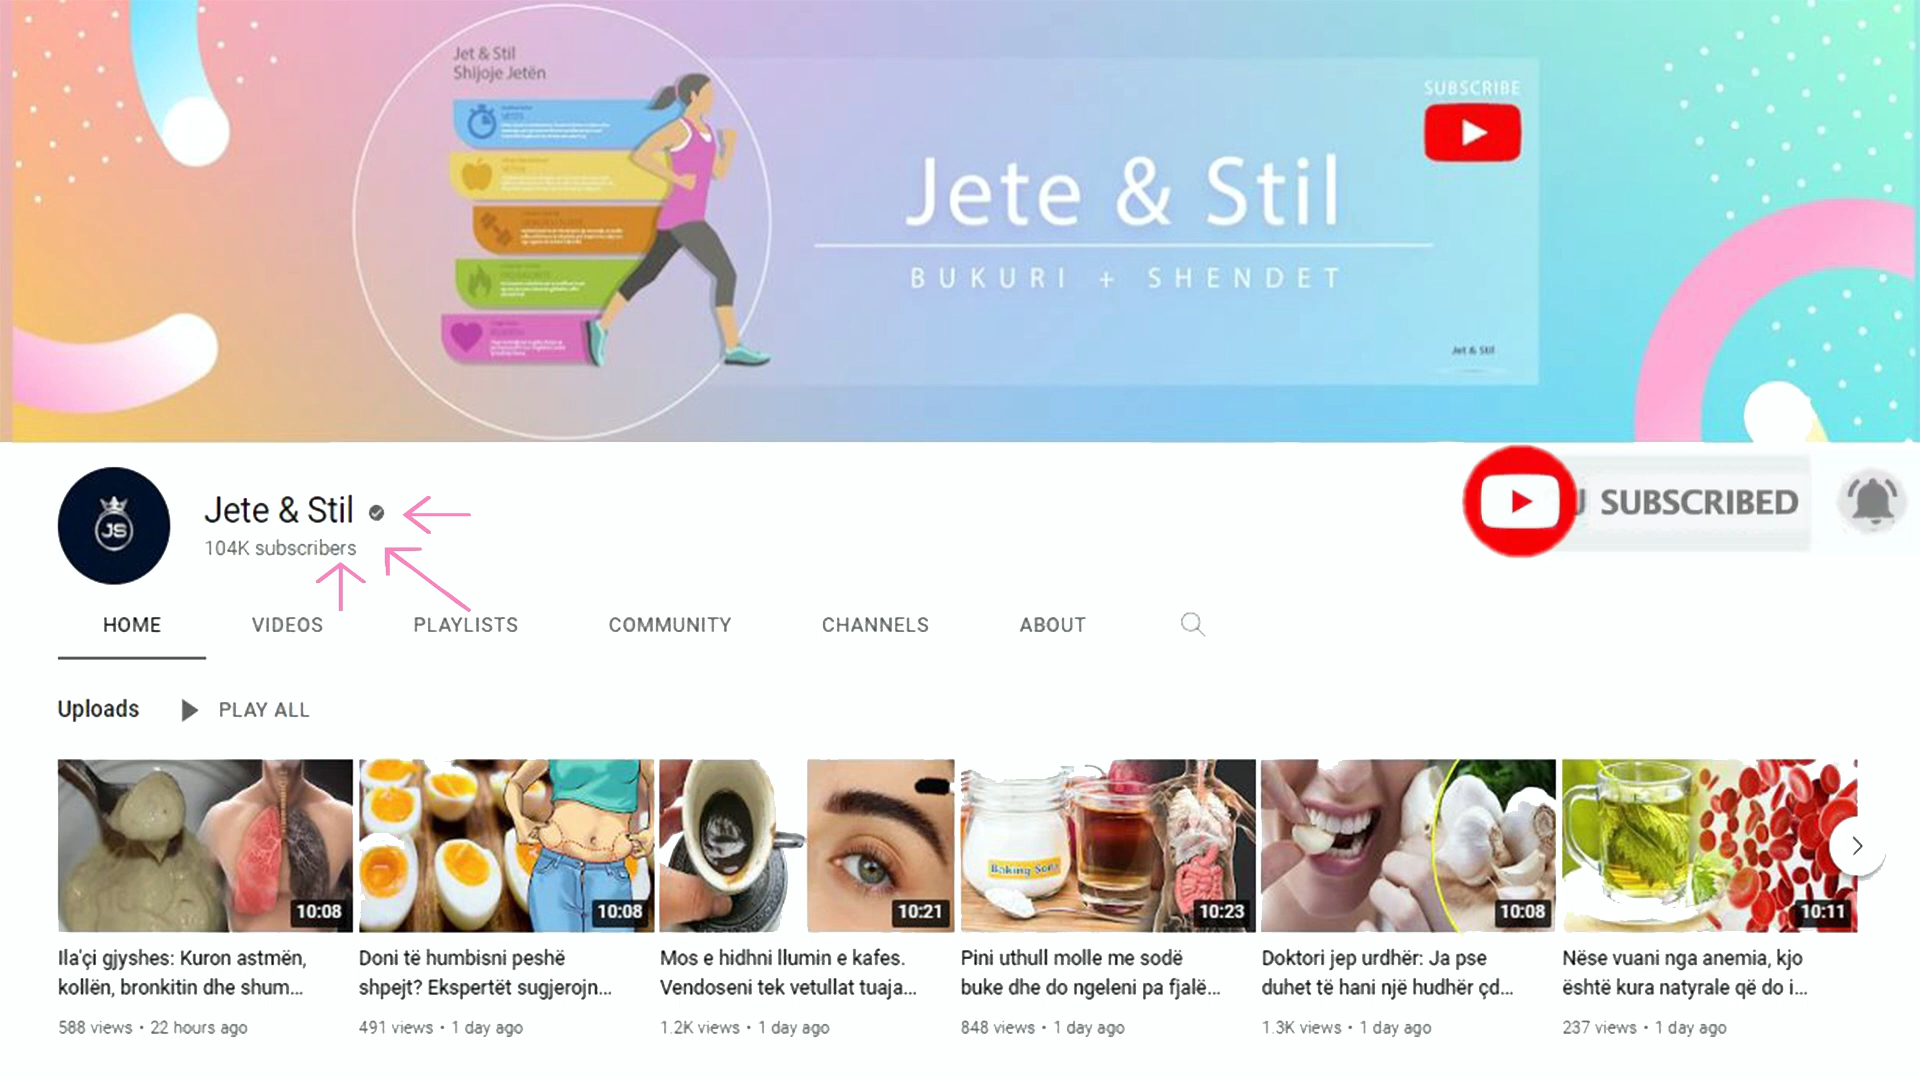 Jet & Stil
Shijoje Jetën
SUBSCRIBE
Jete & Stil
BUKURI + SHENDET
Jet & Stil
JS
Jete & Stil
104K subscribers
SUBSCRIBED
HOME VIDEOS PLAYLISTS COMMUNITY CHANNELS ABOUT
Uploads PLAY ALL
Baking Soda
10:08 10:08 10:21 10:23 10:08 10:11
Ila'çi gjyshes: Kuron astmën,
kollën, bronkitin dhe shum...
588 views • 22 hours ago
Doni të humbisni peshë
shpejt? Ekspertët sugjerojn...
491 views • 1 day ago
Mos e hidhni llumin e kafes.
Vendoseni tek vetullat tuaja...
1.2K views • 1 day ago
Pini uthull molle me sodë
buke dhe do ngeleni pa fjalë...
848 views • 1 day ago
Doktori jep urdhër: Ja pse
duhet të hani një hudhër çd...
1.3K views • 1 day ago
Nëse vuani nga anemia, kjo
është kura natyrale që do i...
237 views • 1 day ago